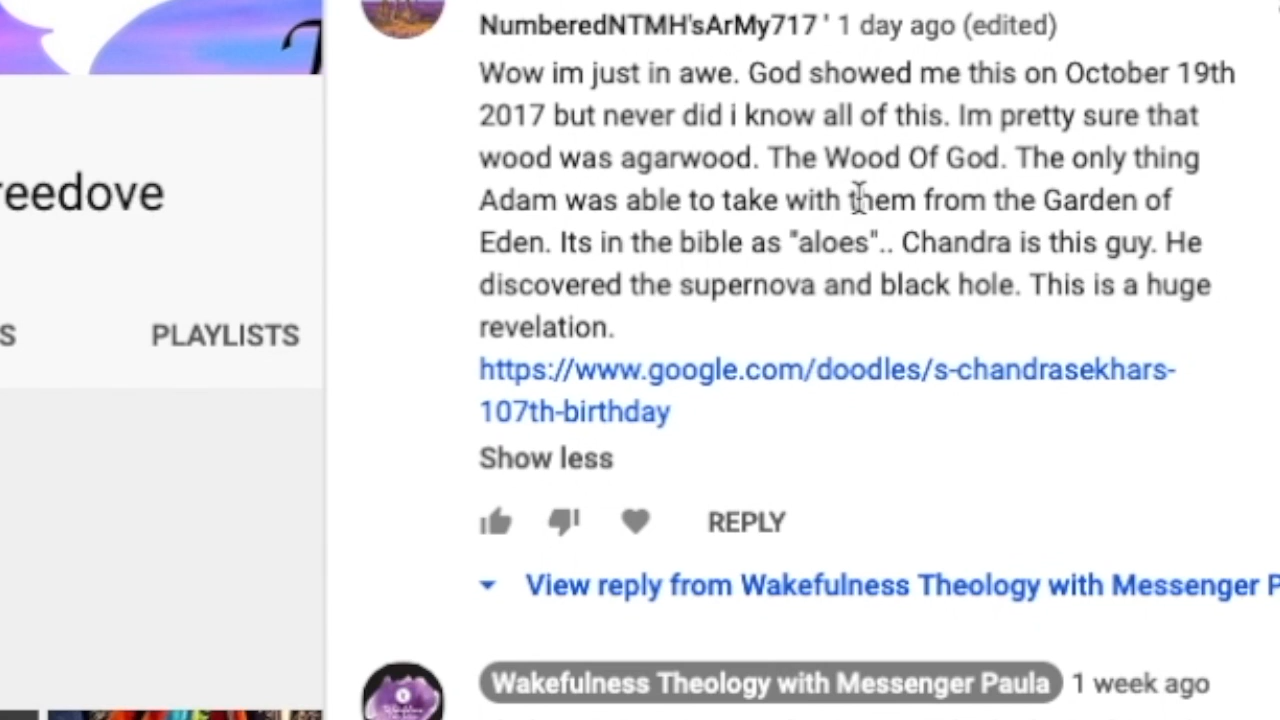 NumberedNTMH'sArMy717 ' 1 day ago (edited)
Wow im just in awe. God showed me this on October 19th
2017 but never did i know all of this. Im pretty sure that
wood was agarwood. The Wood Of God. The only thing
Adam was able to take with them from the Garden of
Eden. Its in the bible as "aloes".. Chandra is this guy. He
discovered the supernova and black hole. This is a huge
revelation.
https://www.google.com/doodles/s-chandrasekhars-
107th-birthday
Show less
REPLY
View reply from Wakefulness Theology with Messenger P
Wakefulness Theology with Messenger Paula 1 week ago
reedove
S PLAYLISTS